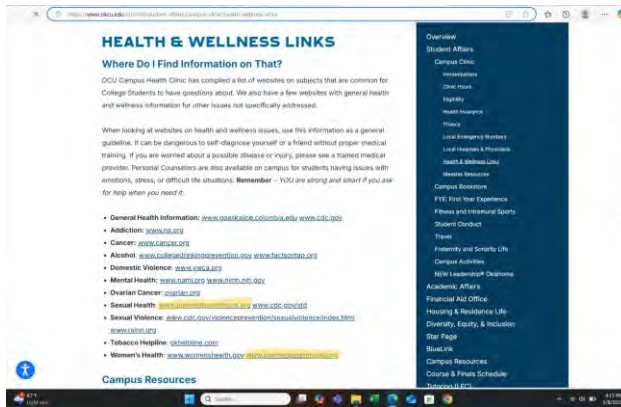 HEALTH & WELLNESS LINKS
Where Do I Find Information on That?
OCU Campus Health Clinic has compiled a list of websites on subjects that are common for
College Students to have questions about. We also have a few websites with general health
and wellness information for other issues not specifically addressed.
When looking at websites on health and wellness issues, use this information as a general
guideline. It can be dangerous to self-diagnose yourself or a friend without proper medical
training. If you are worried about a possible disease or injury, please see a trained medical
provider. Personal Counselors are also available on campus for students having issues with
emotions, stress, or difficult life situations. Remember – YOU are strong and smart if you ask
for help when you need it.
• General Health Information: www.goaskalice.colombia.edu www.cdc.gov
• Addiction: www.na.org
• Cancer: www.cancer.org
• Alcohol: www.collegedrinkingprevention.gov www.factsontap.org
• Domestic Violence: www.ywca.org
• Mental Health: www.nami.org www.nimh.nih.gov
• Ovarian Cancer: ovarian.org
• Sexual Health: www.plannedparenthood.org www.cdc.gov/std
• Sexual Violence: www.cdc.gov/violenceprevention/sexualviolence/index.html
www.rainn.org
• Tobacco Helpline: okhelpline.com
• Women's Health: www.womenshealth.gov www.plannedparenthood.org
Campus Resources
Overview
Student Affairs
Campus Clinic
Immunizations
Clinic Hours
Eligibility
Health Insurance
Privacy
Local Emergency Numbers
Local Hospitals & Physicians
Health & Wellness Links
Measles Resources
Campus Bookstore
FYE: First Year Experience
Fitness and Intramural Sports
Student Conduct
Travel
Fraternity and Sorority Life
Campus Activities
NEW Leadership® Oklahoma
Academic Affairs
Financial Aid Office
Housing & Residence Life
Diversity, Equity, & Inclusion
Star Page
BlueLink
Campus Resources
Course & Finals Schedule
Tutoring (LEC)
Search